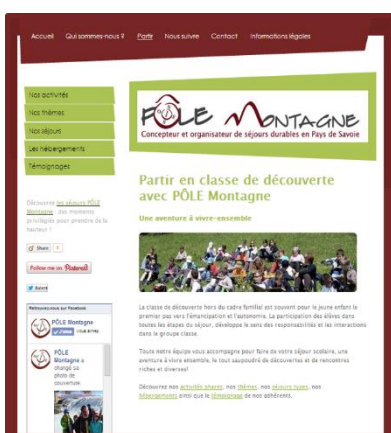 Accueil Qui sommes-nous ? Partir Nous suivre Contact Informations légales
Nos activités
Nos thèmes
Nos séjours
Les hébergements
Témoignages
Découvrez les séjours PÔLE
Montagne : des moments
privilégiés pour prendre de la
hauteur !
Share
Follow me on Pinterest
Suivre
Retrouvez-nous sur Facebook
PÔLE Montagne
PÔLE
Montagne a
changé sa
photo de
couverture.
PÔLE MONTAGNE
Concepteur et organisateur de séjours durables en Pays de Savoie
Partir en classe de découverte
avec PÔLE Montagne
Une aventure à vivre-ensemble
La classe de découverte hors du cadre familial est souvent pour le jeune enfant le
premier pas vers l'émancipation et l'autonomie. La participation des élèves dans
toutes les étapes du séjour, développe le sens des responsabilités et les interactions
dans le groupe classe.
Toute notre équipe vous accompagne pour faire de votre séjour scolaire, une
aventure à vivre ensemble, le tout saupoudré de découvertes et de rencontres
riches et diverses!
Découvrez nos activités phares, nos thèmes, nos séjours types, nos
hébergements ainsi que le témoignage de nos adhérents.